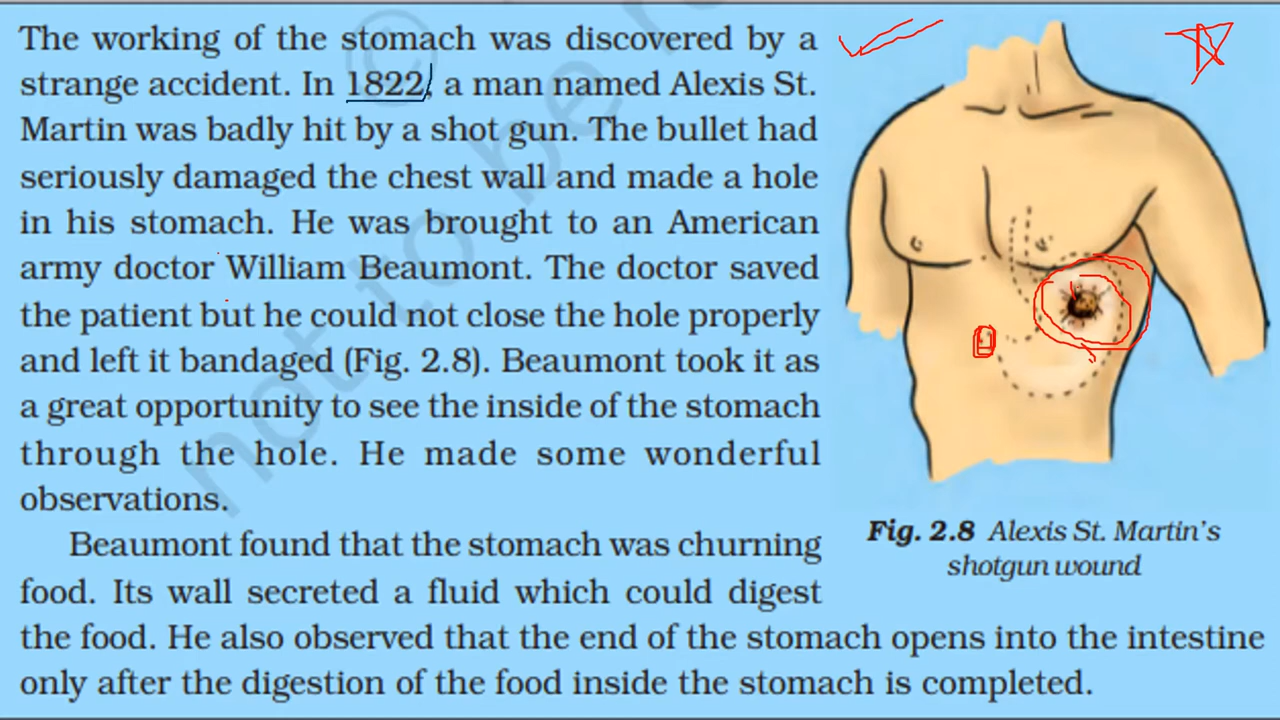 The working of the stomach was discovered by a
strange accident. In 1822, a man named Alexis St.
Martin was badly hit by a shot gun. The bullet had
seriously damaged the chest wall and made a hole
in his stomach. He was brought to an American
army doctor William Beaumont. The doctor saved
the patient but he could not close the hole properly
and left it bandaged (Fig. 2.8). Beaumont took it as
a great opportunity to see the inside of the stomach
through the hole. He made some wonderful
observations.
Beaumont found that the stomach was churning
food. Its wall secreted a fluid which could digest
the food. He also observed that the end of the stomach opens into the intestine
only after the digestion of the food inside the stomach is completed.
Fig. 2.8 Alexis St. Martin's
shotgun wound
© not to be r